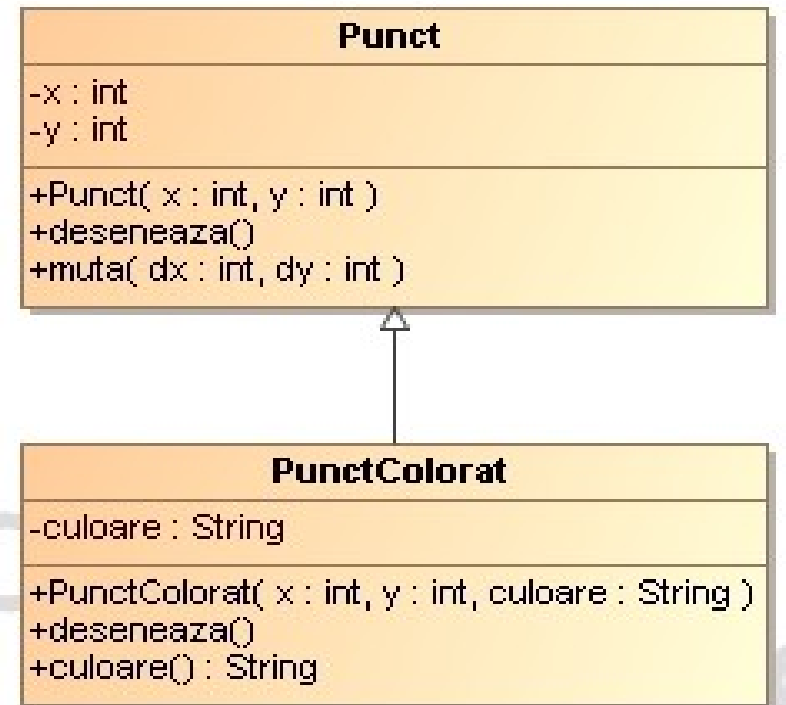 Punct
-x : int
-y : int
+Punct( x : int, y : int )
+deseneaza()
+muta( dx : int, dy : int )
PunctColorat
-culoare : String
+PunctColorat( x : int, y : int, culoare : String )
+deseneaza()
+culoare() : String